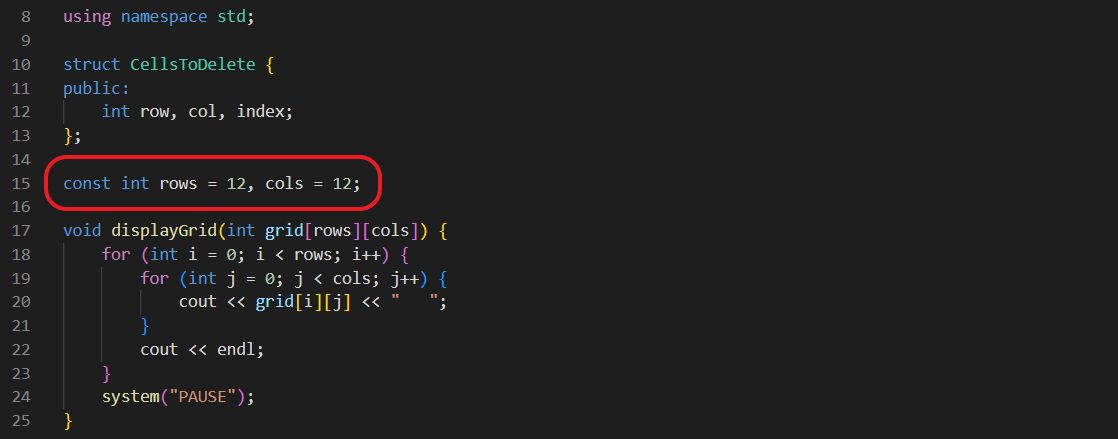 8 using namespace std;
9
10 struct CellsToDelete {
11 public:
12     int row, col, index;
13 };
14
15 const int rows = 12, cols = 12;
16
17 void displayGrid(int grid[rows][cols]) {
18     for (int i = 0; i < rows; i++) {
19         for (int j = 0; j < cols; j++) {
20             cout << grid[i][j] << "   ";
21         }
22         cout << endl;
23     }
24     system("PAUSE");
25 }